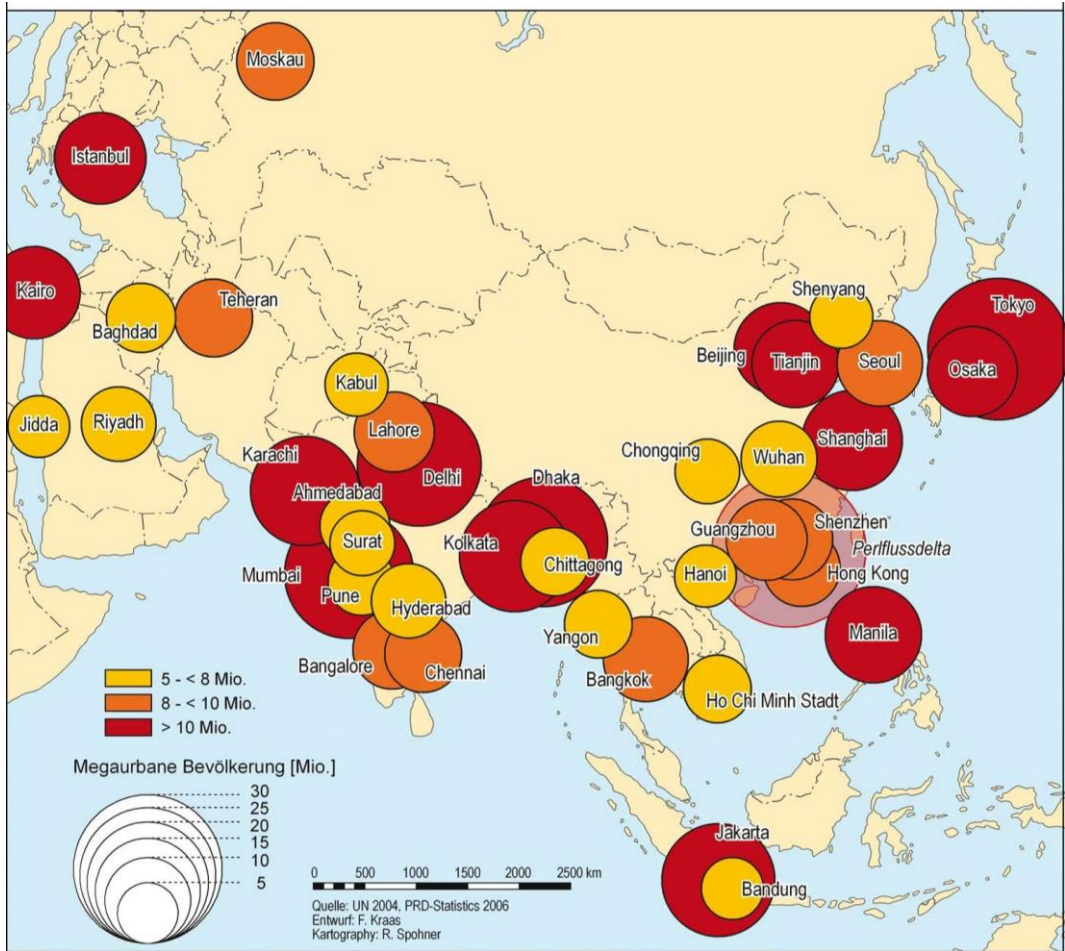 Moskau
Istanbul
Kairo
Teheran
Baghdad
Shenyang
Tokyo
Beijing
Tianjin
Seoul
Osaka
Kabul
Jidda
Riyadh
Lahore
Karachi
Shanghai
Chongqing
Wuhan
Delhi
Dhaka
Ahmedabad
Surat
Kolkata
Guangzhou
Shenzhen
Perlflussdelta
Chittagong
Hanoi
Hong Kong
Mumbai
Pune
Hyderabad
Yangon
Manila
Bangalore
Chennai
Bangkok
Ho Chi Minh Stadt
5 - < 8 Mio.
8 - < 10 Mio.
> 10 Mio.
Megaurbane Bevölkerung [Mio.]
30
25
20
15
10
5
Jakarta
Bandung
0 500 1000 1500 2000 2500 km
Quelle: UN 2004, PRD-Statistics 2006
Entwurf: F. Kraas
Kartography: R. Spohner